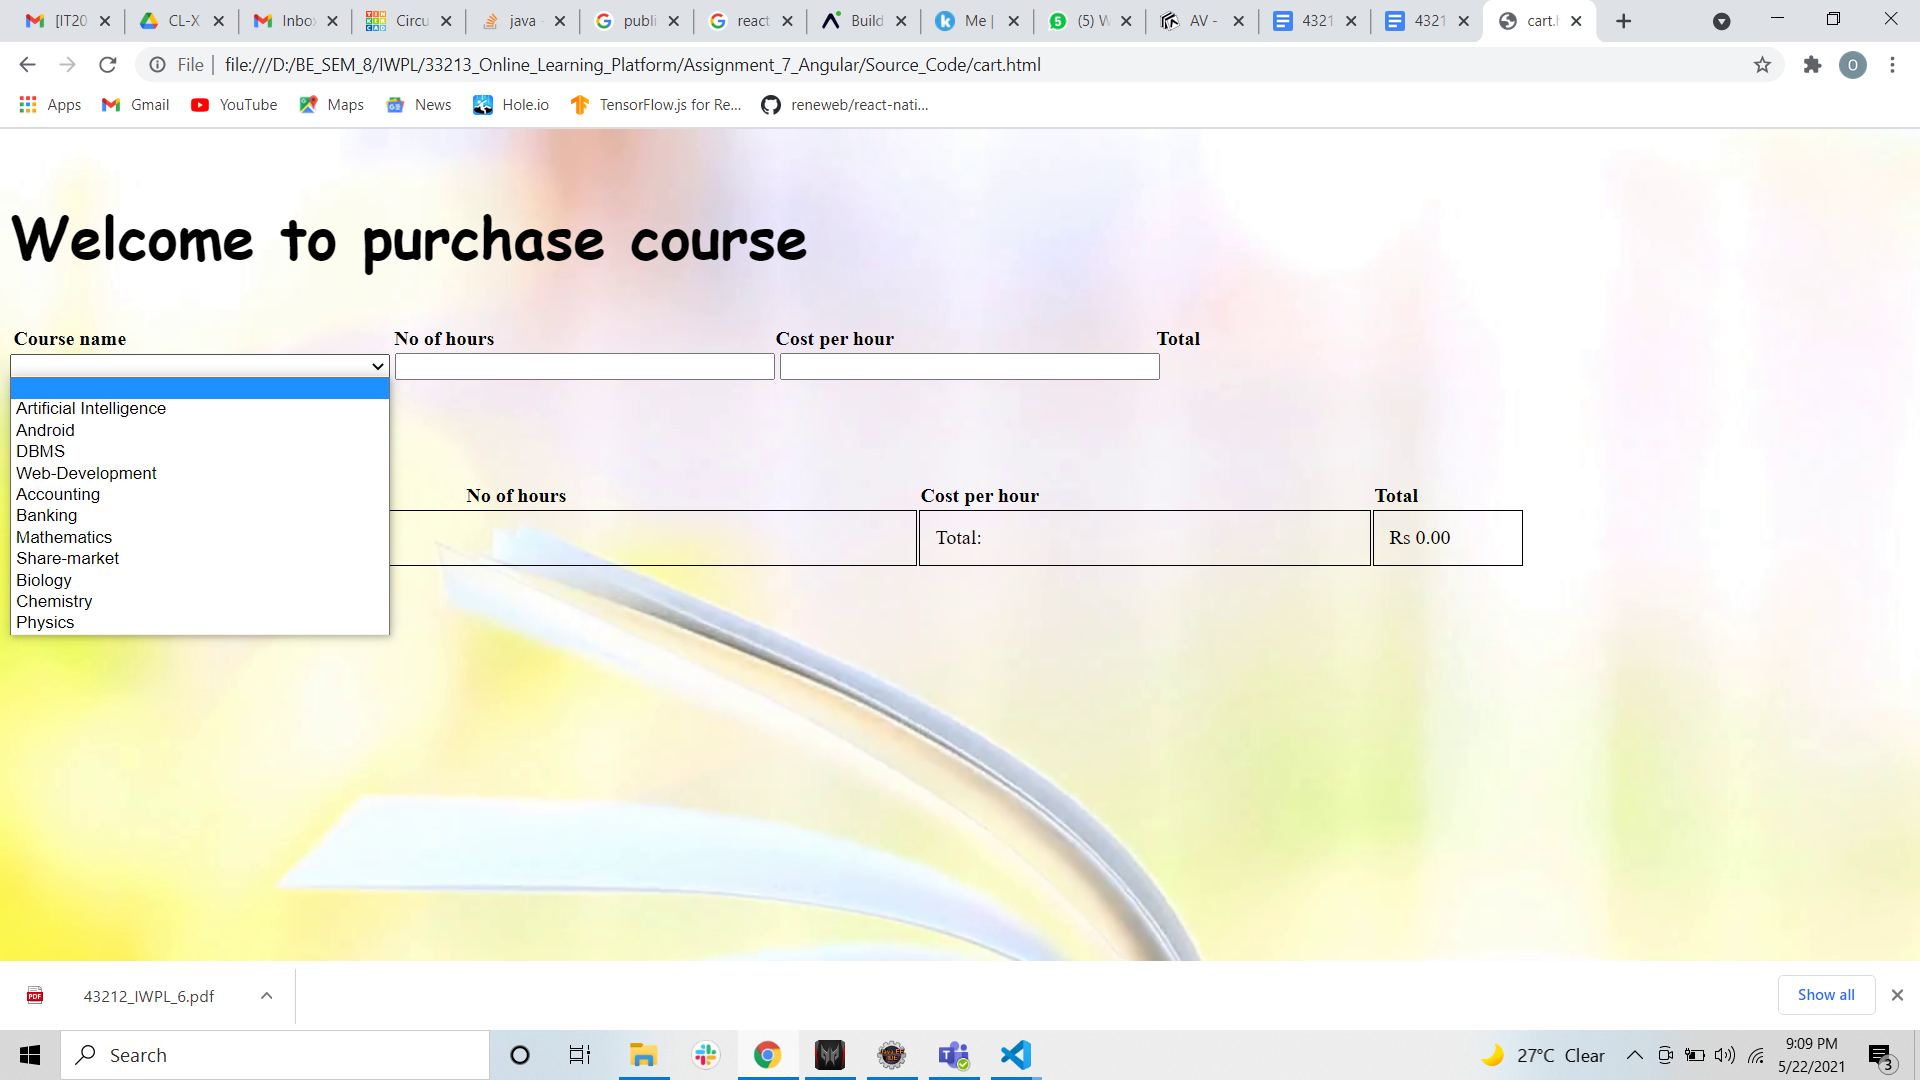 [IT20 CL-X Inbo Circu java publi react Build Me | (5) W AV - 4321 4321 cart.h
File file:///D:/BE_SEM_8/IWPL/33213_Online_Learning_Platform/Assignment_7_Angular/Source_Code/cart.html O
Apps Gmail YouTube Maps News Hole.io TensorFlow.js for Re... reneweb/react-nati...
Welcome to purchase course
Course name No of hours Cost per hour Total
Artificial Intelligence
Android
DBMS
Web-Development
Accounting
Banking
Mathematics
Share-market
Biology
Chemistry
Physics
No of hours Cost per hour Total
Total: Rs 0.00
PDF 43212_IWPL_6.pdf Show all
Search 27°C Clear 9:09 PM
5/22/2021 3